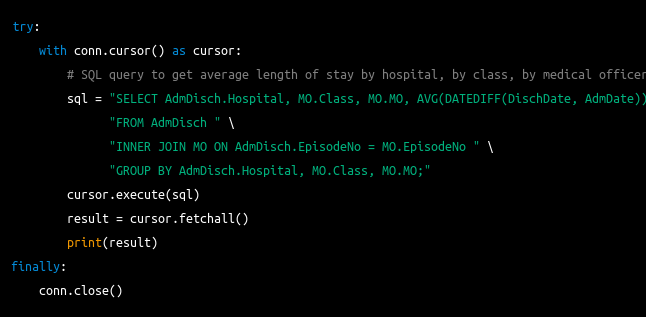 try:
    with conn.cursor() as cursor:
        # SQL query to get average length of stay by hospital, by class, by medical officer
        sql = "SELECT AdmDisch.Hospital, MO.Class, MO.MO, AVG(DATEDIFF(DischDate, AdmDate))
              "FROM AdmDisch " \
              "INNER JOIN MO ON AdmDisch.EpisodeNo = MO.EpisodeNo " \
              "GROUP BY AdmDisch.Hospital, MO.Class, MO.MO;"
        cursor.execute(sql)
        result = cursor.fetchall()
        print(result)
finally:
    conn.close()